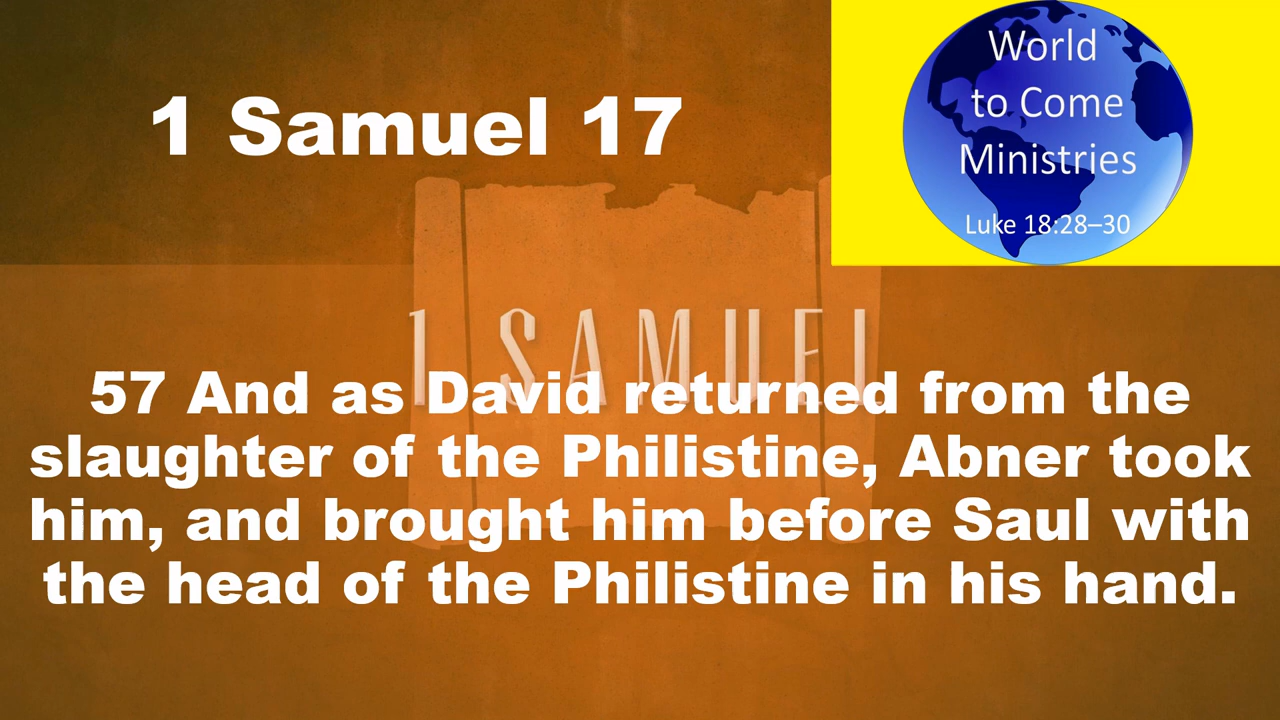 1 Samuel 17
World
to Come
Ministries
Luke 18:28–30
1 SAMUEL
57 And as David returned from the
slaughter of the Philistine, Abner took
him, and brought him before Saul with
the head of the Philistine in his hand.